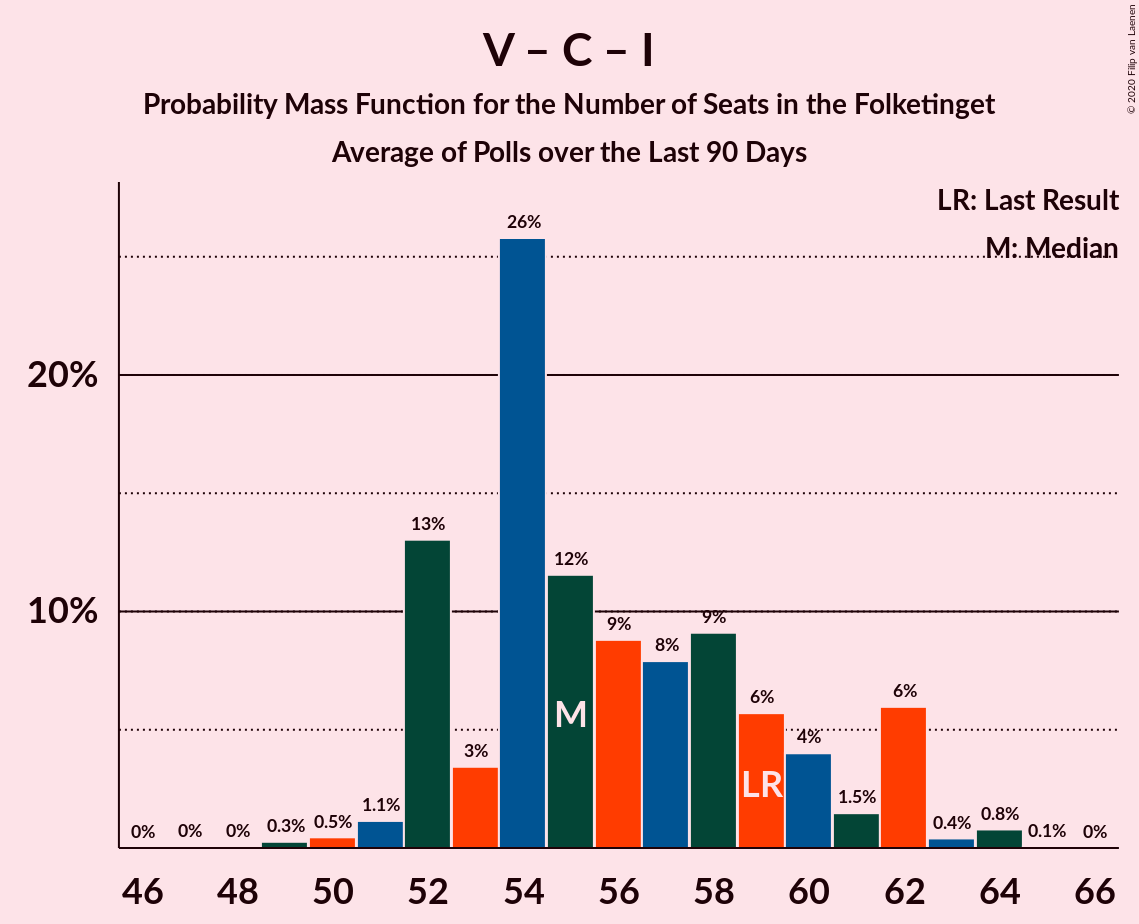 V – C – I
Probability Mass Function for the Number of Seats in the Folketinget
Average of Polls over the Last 90 Days
© 2020 Filip van Laenen
LR: Last Result
M: Median
20%
10%
0%
0%
0%
0.3%
0.5%
1.1%
13%
3%
26%
12%
9%
8%
9%
6%
4%
1.5%
6%
0.4%
0.8%
0.1%
0%
M
LR
46 48 50 52 54 56 58 60 62 64 66